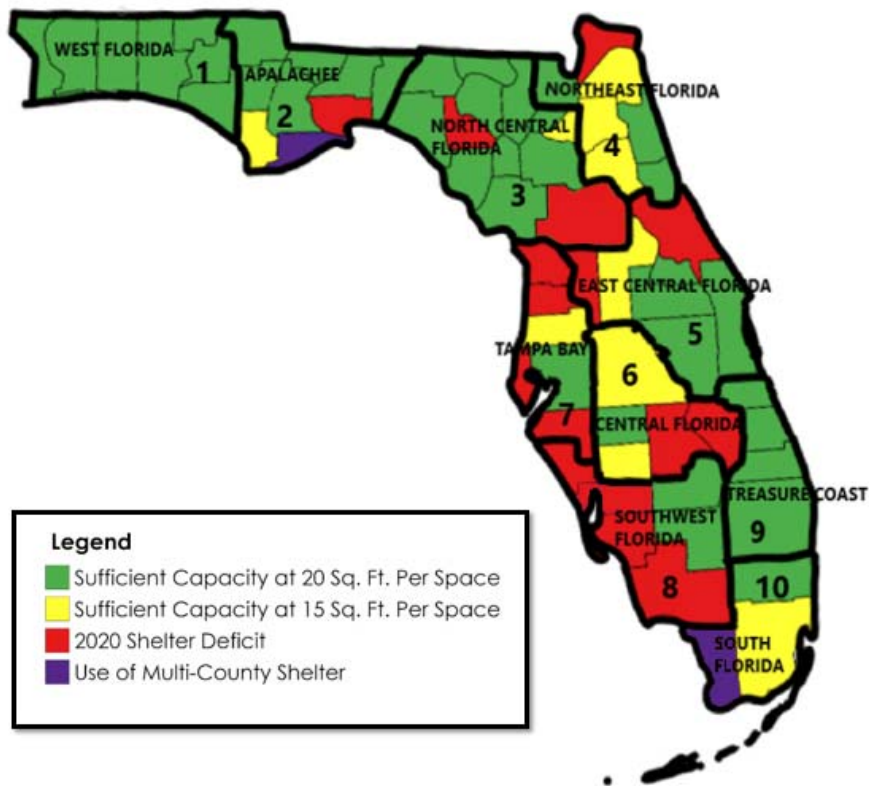 WEST FLORIDA
1
APALACHEE
2
NORTHEAST FLORIDA
4
NORTH CENTRAL
FLORIDA
3
EAST CENTRAL FLORIDA
5
TAMPA BAY
7
6
CENTRAL FLORIDA
TREASURE COAST
9
SOUTHWEST
FLORIDA
8
10
SOUTH
FLORIDA
Legend
Sufficient Capacity at 20 Sq. Ft. Per Space
Sufficient Capacity at 15 Sq. Ft. Per Space
2020 Shelter Deficit
Use of Multi-County Shelter